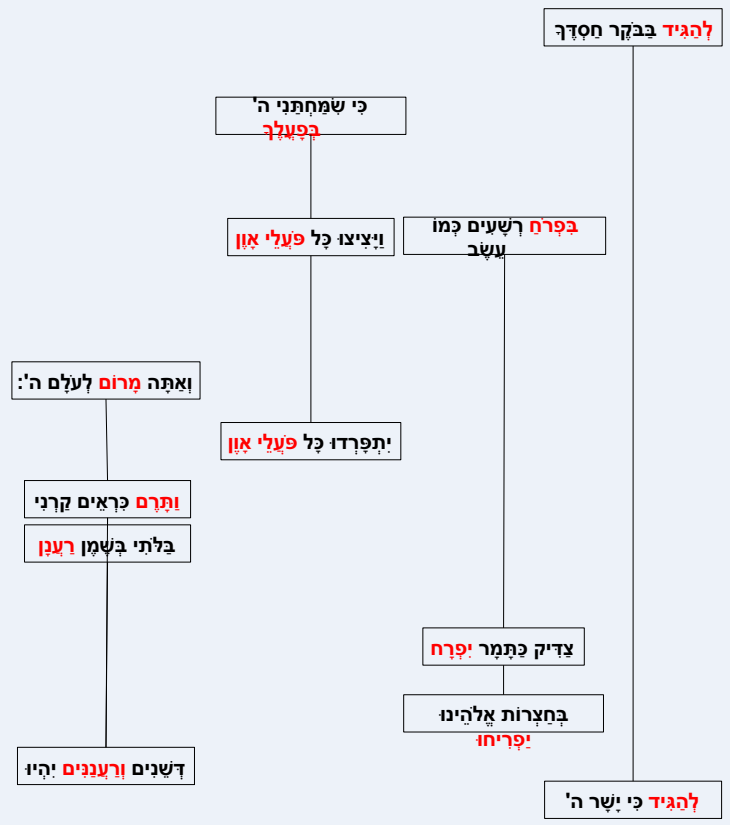 לְהַגִּיד בַּבֹּקֶר חַסְדֶּךָ
כִּי שִׂמַּחְתַּנִי ה'
בְּפָעֳלֶךָ
בִּפְרֹחַ רְשָׁעִים כְּמוֹ
עֵשֶׂב
וַיָּצִיצוּ כָּל פֹּעֲלֵי אָוֶן
וְאַתָּה מָרוֹם לְעֹלָם ה':
יִתְפָּרְדוּ כָּל פֹּעֲלֵי אָוֶן
וַתָּרֶם כִּרְאֵים קַרְנִי
בַּלֹּתִי בְּשֶׁמֶן רַעֲנָן
צַדִּיק כַּתָּמָר יִפְרָח
בְּחַצְרוֹת אֱלֹהֵינוּ
יַפְרִיחוּ
דְּשֵׁנִים וְרַעֲנַנִּים יִהְיוּ
לְהַגִּיד כִּי יָשָׁר ה'